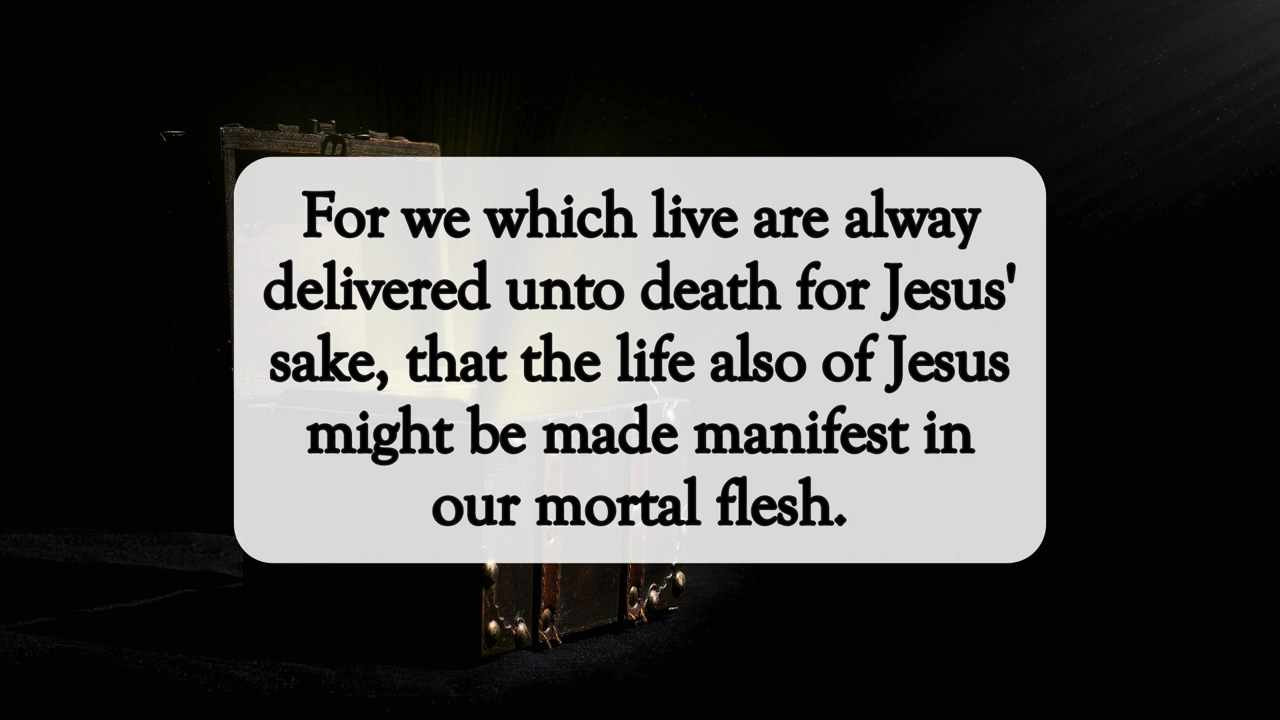 For we which live are alway
delivered unto death for Jesus'
sake, that the life also of Jesus
might be made manifest in
our mortal flesh.